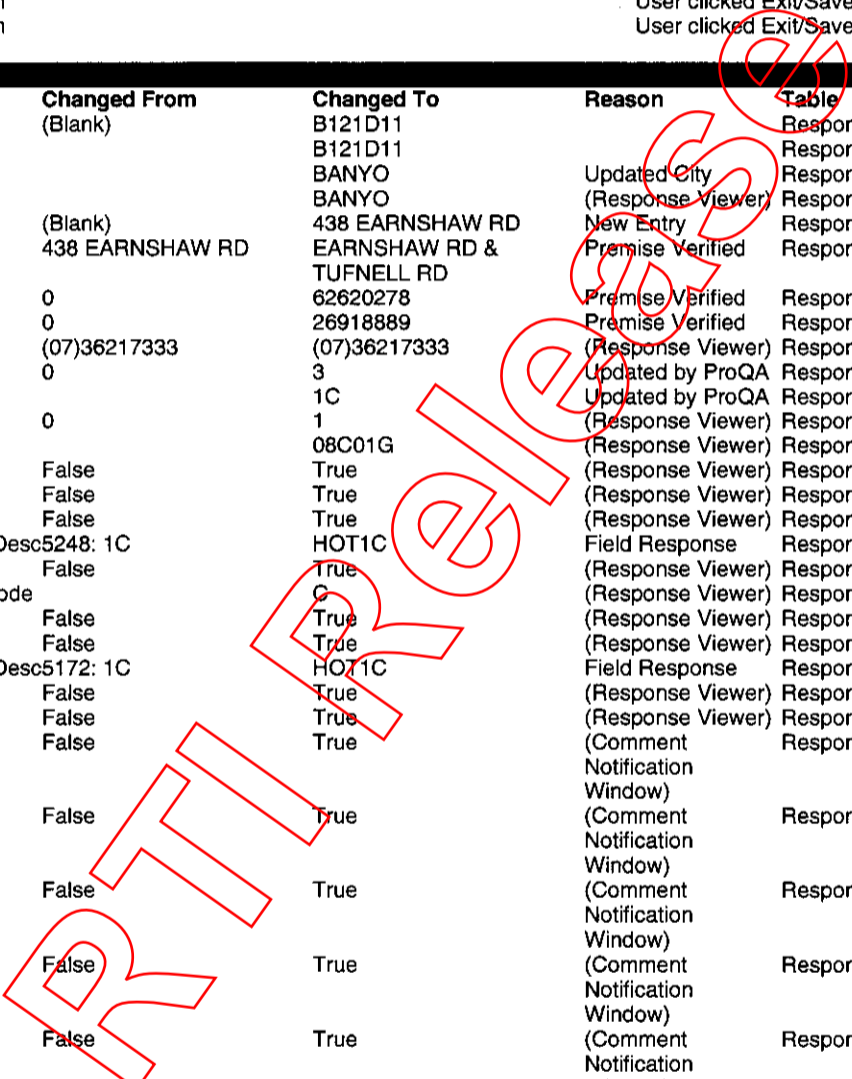 User clicked Exit/Save
User clicked Exit/Save
Changed From Changed To Reason Table
(Blank) B121D11 Respon
B121D11 Respon
BANYO Updated City Respon
BANYO (Response Viewer) Respon
(Blank) 438 EARNSHAW RD New Entry Respon
438 EARNSHAW RD EARNSHAW RD & Premise Verified Respon
TUFNELL RD
0 62620278 Premise Verified Respon
0 26918889 Premise Verified Respon
(07)36217333 (07)36217333 (Response Viewer) Respon
0 3 Updated by ProQA Respon
1C Updated by ProQA Respon
0 1 (Response Viewer) Respon
08C01G (Response Viewer) Respon
False True (Response Viewer) Respon
False True (Response Viewer) Respon
False True (Response Viewer) Respon
Desc5248: 1C HOT1C Field Response Respon
False True (Response Viewer) Respon
ode C (Response Viewer) Respon
False True (Response Viewer) Respon
False True (Response Viewer) Respon
Desc5172: 1C HOT1C Field Response Respon
False True (Response Viewer) Respon
False True (Response Viewer) Respon
False True (Comment Respon
Notification
Window)
False True (Comment Respon
Notification
Window)
False True (Comment Respon
Notification
Window)
False True (Comment Respon
Notification
Window)
False True (Comment Respon
Notification
RTI Release